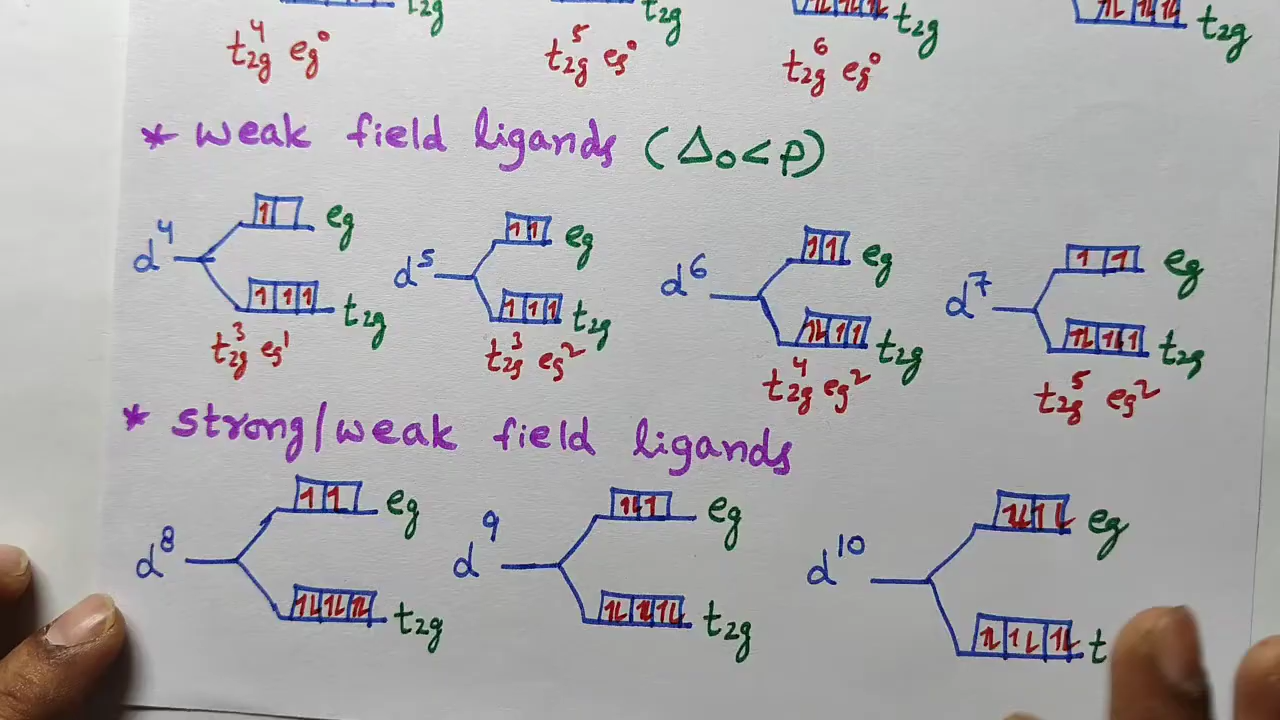 t₂g t₂g t₂g t₂g
t₂g⁴ eg⁰ t₂g⁵ eg⁰ t₂g⁶ eg⁰
* weak field ligands (Δ₀<P)
eg eg eg eg
d⁴ d⁵ d⁶ d⁷
t₂g t₂g t₂g t₂g
t₂g³ eg¹ t₂g³ eg² t₂g⁴ eg² t₂g⁵ eg²
* strong/weak field ligands
eg eg eg
d⁸ d⁹ d¹⁰
t₂g t₂g t